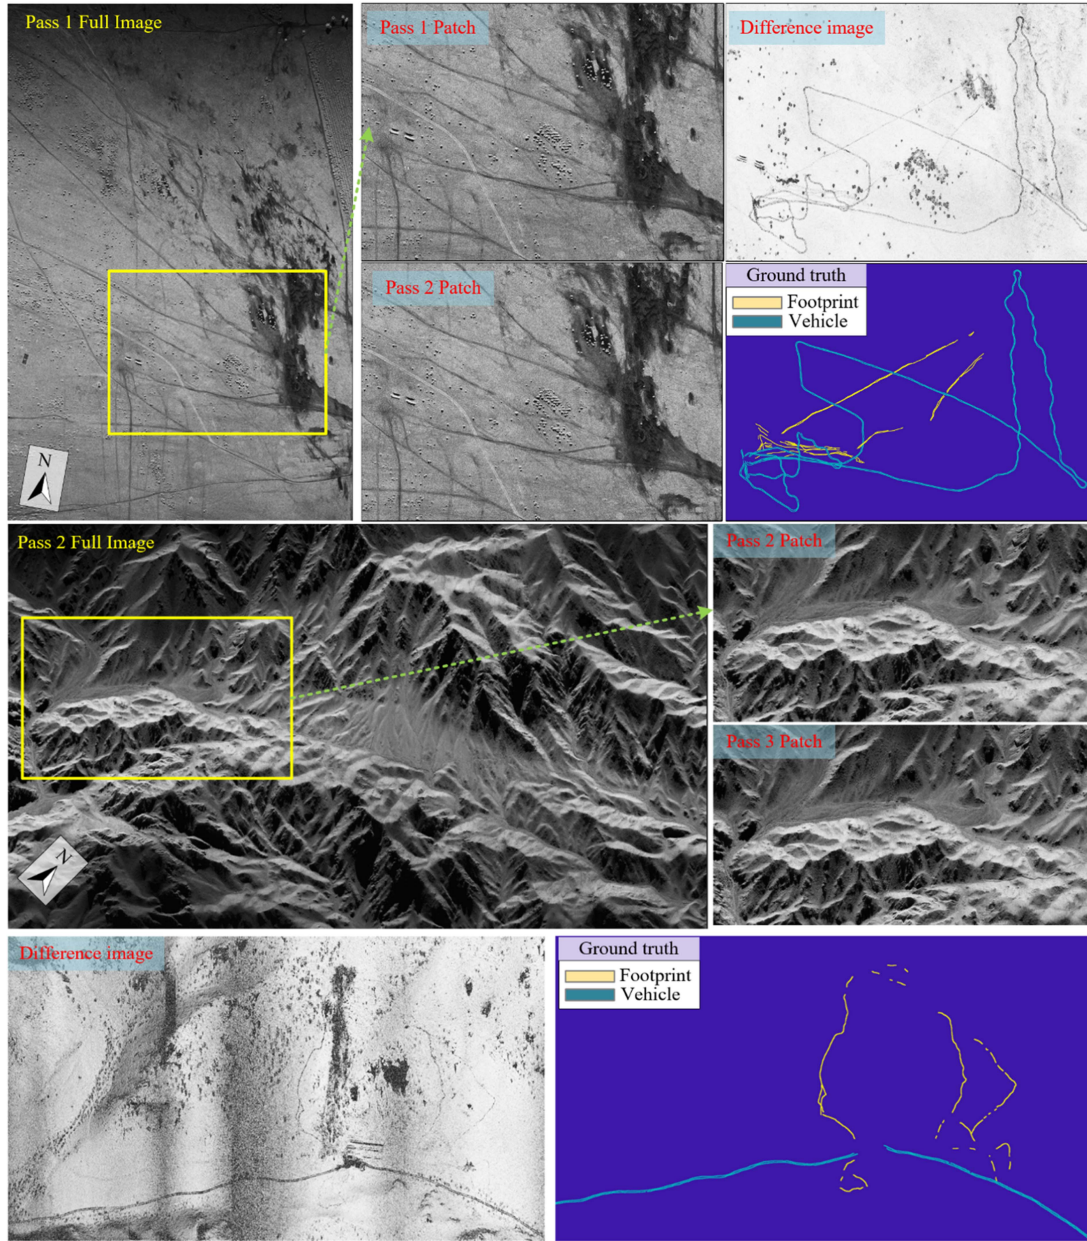 Pass 1 Full Image
Pass 1 Patch
Difference image
Pass 2 Patch
Ground truth
Footprint
Vehicle
N
Pass 2 Full Image
Pass 2 Patch
Pass 3 Patch
N
Difference image
Ground truth
Footprint
Vehicle